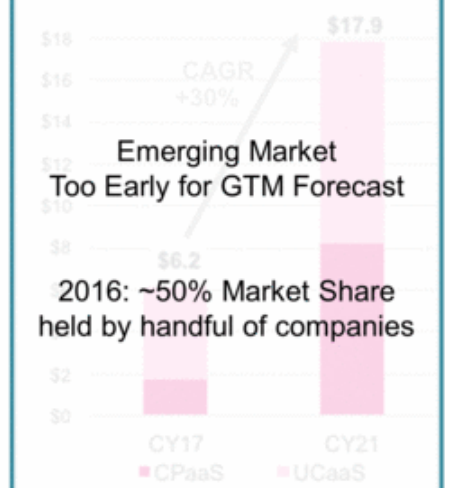 $18
$17.9
$16
CAGR
+30%
$14
$12
Emerging Market
Too Early for GTM Forecast
$10
$8
$6.2
2016: ~50% Market Share
held by handful of companies
$2
$0
CY17 CY21
CPaaS UCaaS